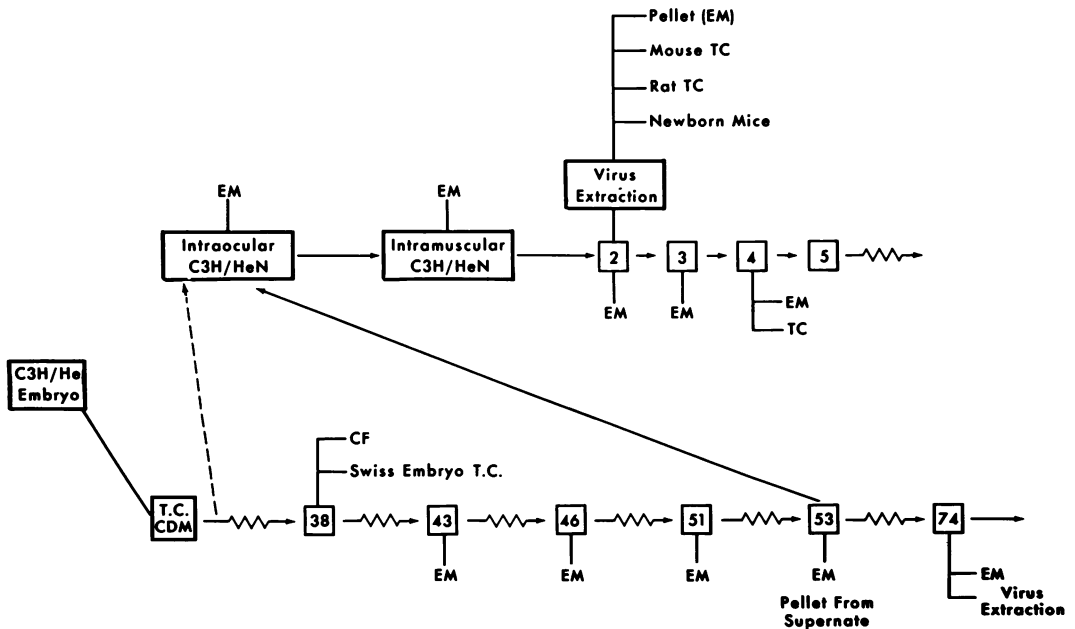 Pellet (EM)
Mouse TC
Rat TC
Newborn Mice
Virus
Extraction
EM
EM
Intraocular
C3H/HeN
Intramuscular
C3H/HeN
2
3
4
5
EM
EM
EM
TC
C3H/He
Embryo
CF
Swiss Embryo T.C.
T.C.
CDM
38
43
46
51
53
74
EM
EM
EM
EM
EM
Virus
Extraction
Pellet From
Supernate